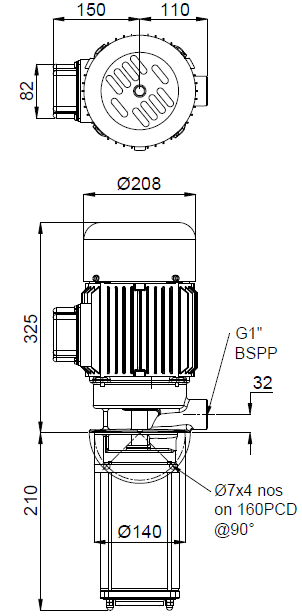 150
110
82
Ø208
325
G1"
BSPP
32
210
Ø7x4 nos
on 160PCD
@90°
Ø140